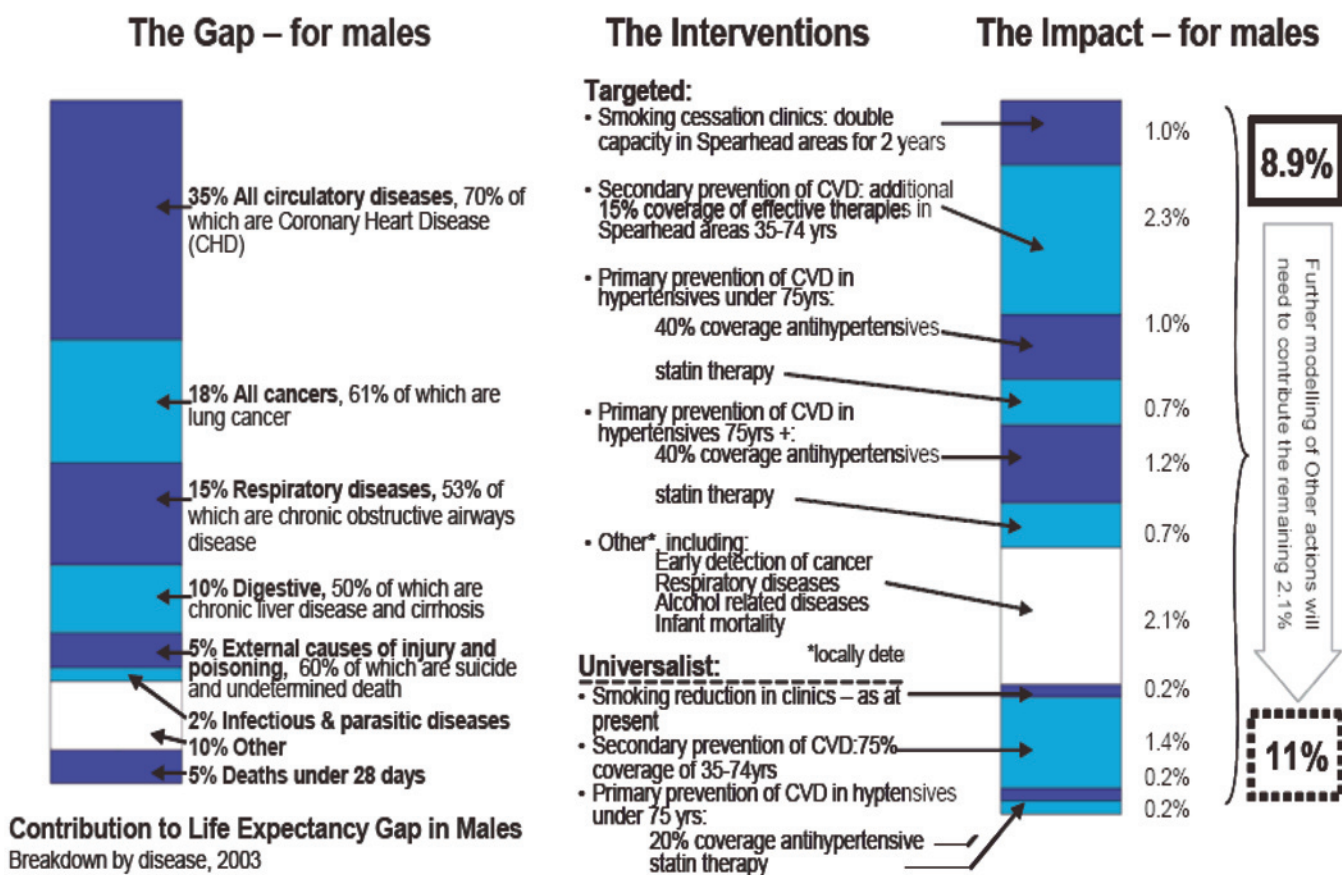 The Gap – for males
35% All circulatory diseases, 70% of
which are Coronary Heart Disease
(CHD)
18% All cancers, 61% of which are
lung cancer
15% Respiratory diseases, 53% of
which are chronic obstructive airways
disease
10% Digestive, 50% of which are
chronic liver disease and cirrhosis
5% External causes of injury and
poisoning, 60% of which are suicide
and undetermined death
2% Infectious & parasitic diseases
10% Other
5% Deaths under 28 days
Contribution to Life Expectancy Gap in Males
Breakdown by disease, 2003
The Interventions
Targeted:
• Smoking cessation clinics: double
capacity in Spearhead areas for 2 years
• Secondary prevention of CVD: additional
15% coverage of effective therapies in
Spearhead areas 35-74 yrs
• Primary prevention of CVD in
hypertensives under 75yrs:
40% coverage antihypertensives
statin therapy
• Primary prevention of CVD in
hypertensives 75yrs +:
40% coverage antihypertensives
statin therapy
• Other*, including:
Early detection of cancer
Respiratory diseases
Alcohol related diseases
Infant mortality
*locally dete
Universalist:
• Smoking reduction in clinics – as at
present
• Secondary prevention of CVD:75%
coverage of 35-74yrs
• Primary prevention of CVD in hyptensives
under 75 yrs:
20% coverage antihypertensive
statin therapy
The Impact – for males
1.0%
2.3%
1.0%
0.7%
1.2%
0.7%
2.1%
0.2%
1.4%
0.2%
0.2%
8.9%
Further modelling of Other actions will
need to contribute the remaining 2.1%
11%